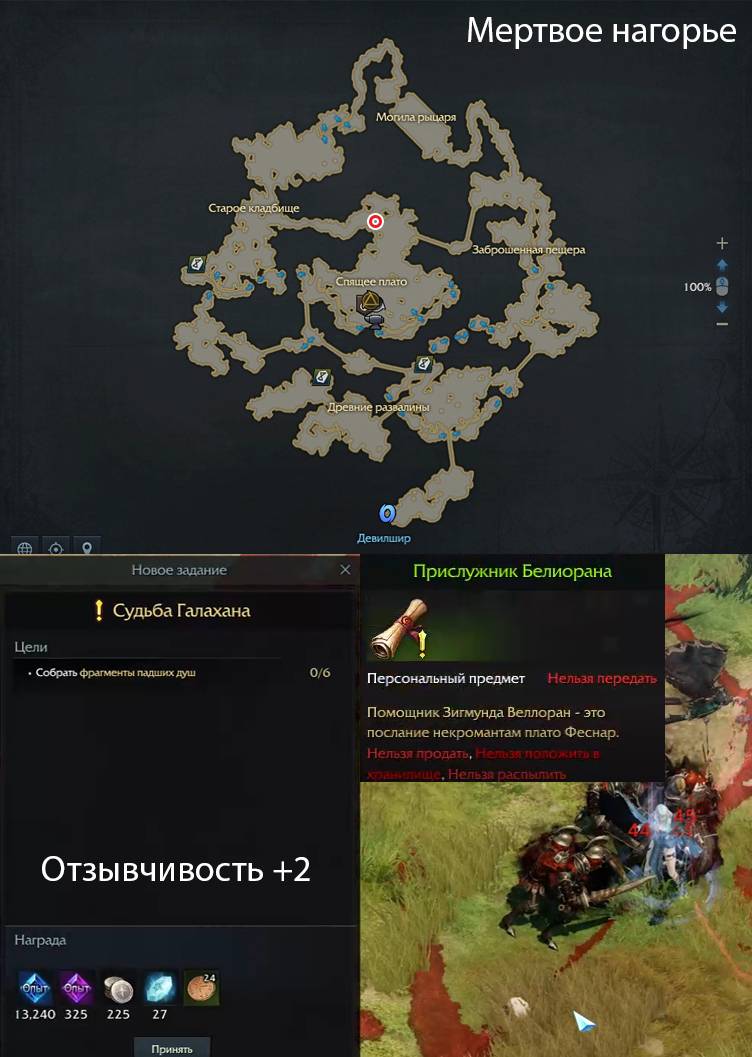 Мертвое нагорье
Могила рыцаря
Старое кладбище
Заброшенная пещера
100%
Спящее плато
Древние развалины
Девилшир
Новое задание
Судьба Галахана
Цели
• Собрать фрагменты падших душ 0/6
Отзывчивость +2
Награда
Опыт Опыт 24
13,240 325 225 27
Принять
Прислужник Белиорана
Персональный предмет Нельзя передать
Помощник Зигмунда Веллоран - это
послание некромантам плато Феснар.
Нельзя продать, Нельзя положить в
хранилище, Нельзя распылить
44 45